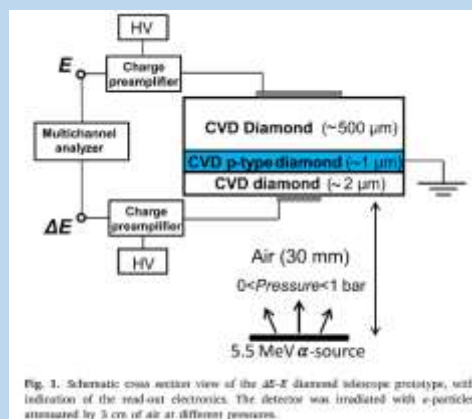 HV
E
Charge
preamplifier
CVD Diamond (~500 µm)
Multichannel
analyzer
CVD p-type diamond (~1 µm)
CVD diamond (~ 2 µm)
ΔE
Charge
preamplifier
HV
Air (30 mm)
0<Pressure<1 bar
5.5 MeV α-source
Fig. 1. Schematic cross section view of the ΔE-E diamond telescope prototype, with
indication of the read-out electronics. The detector was irradiated with α-particles
attenuated by 3 cm of air at different pressures.